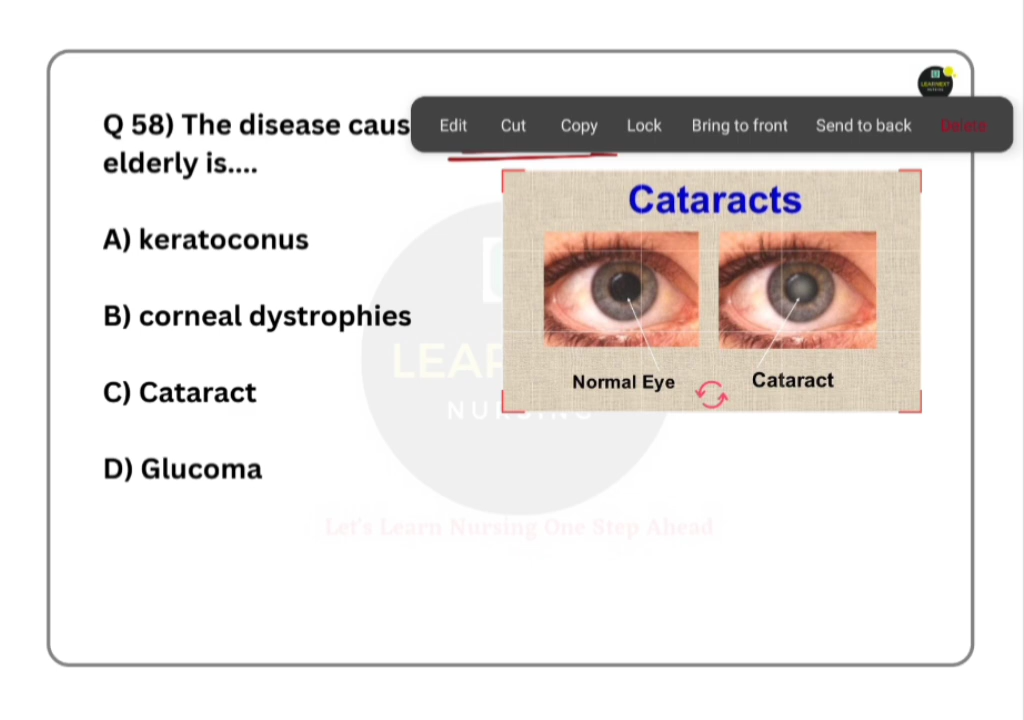 Q 58) The disease caus
elderly is....
A) keratoconus
B) corneal dystrophies
C) Cataract
D) Glucoma
Edit Cut Copy Lock Bring to front Send to back Delete
Cataracts
Normal Eye
Cataract
Let's Learn Nursing One Step Ahead